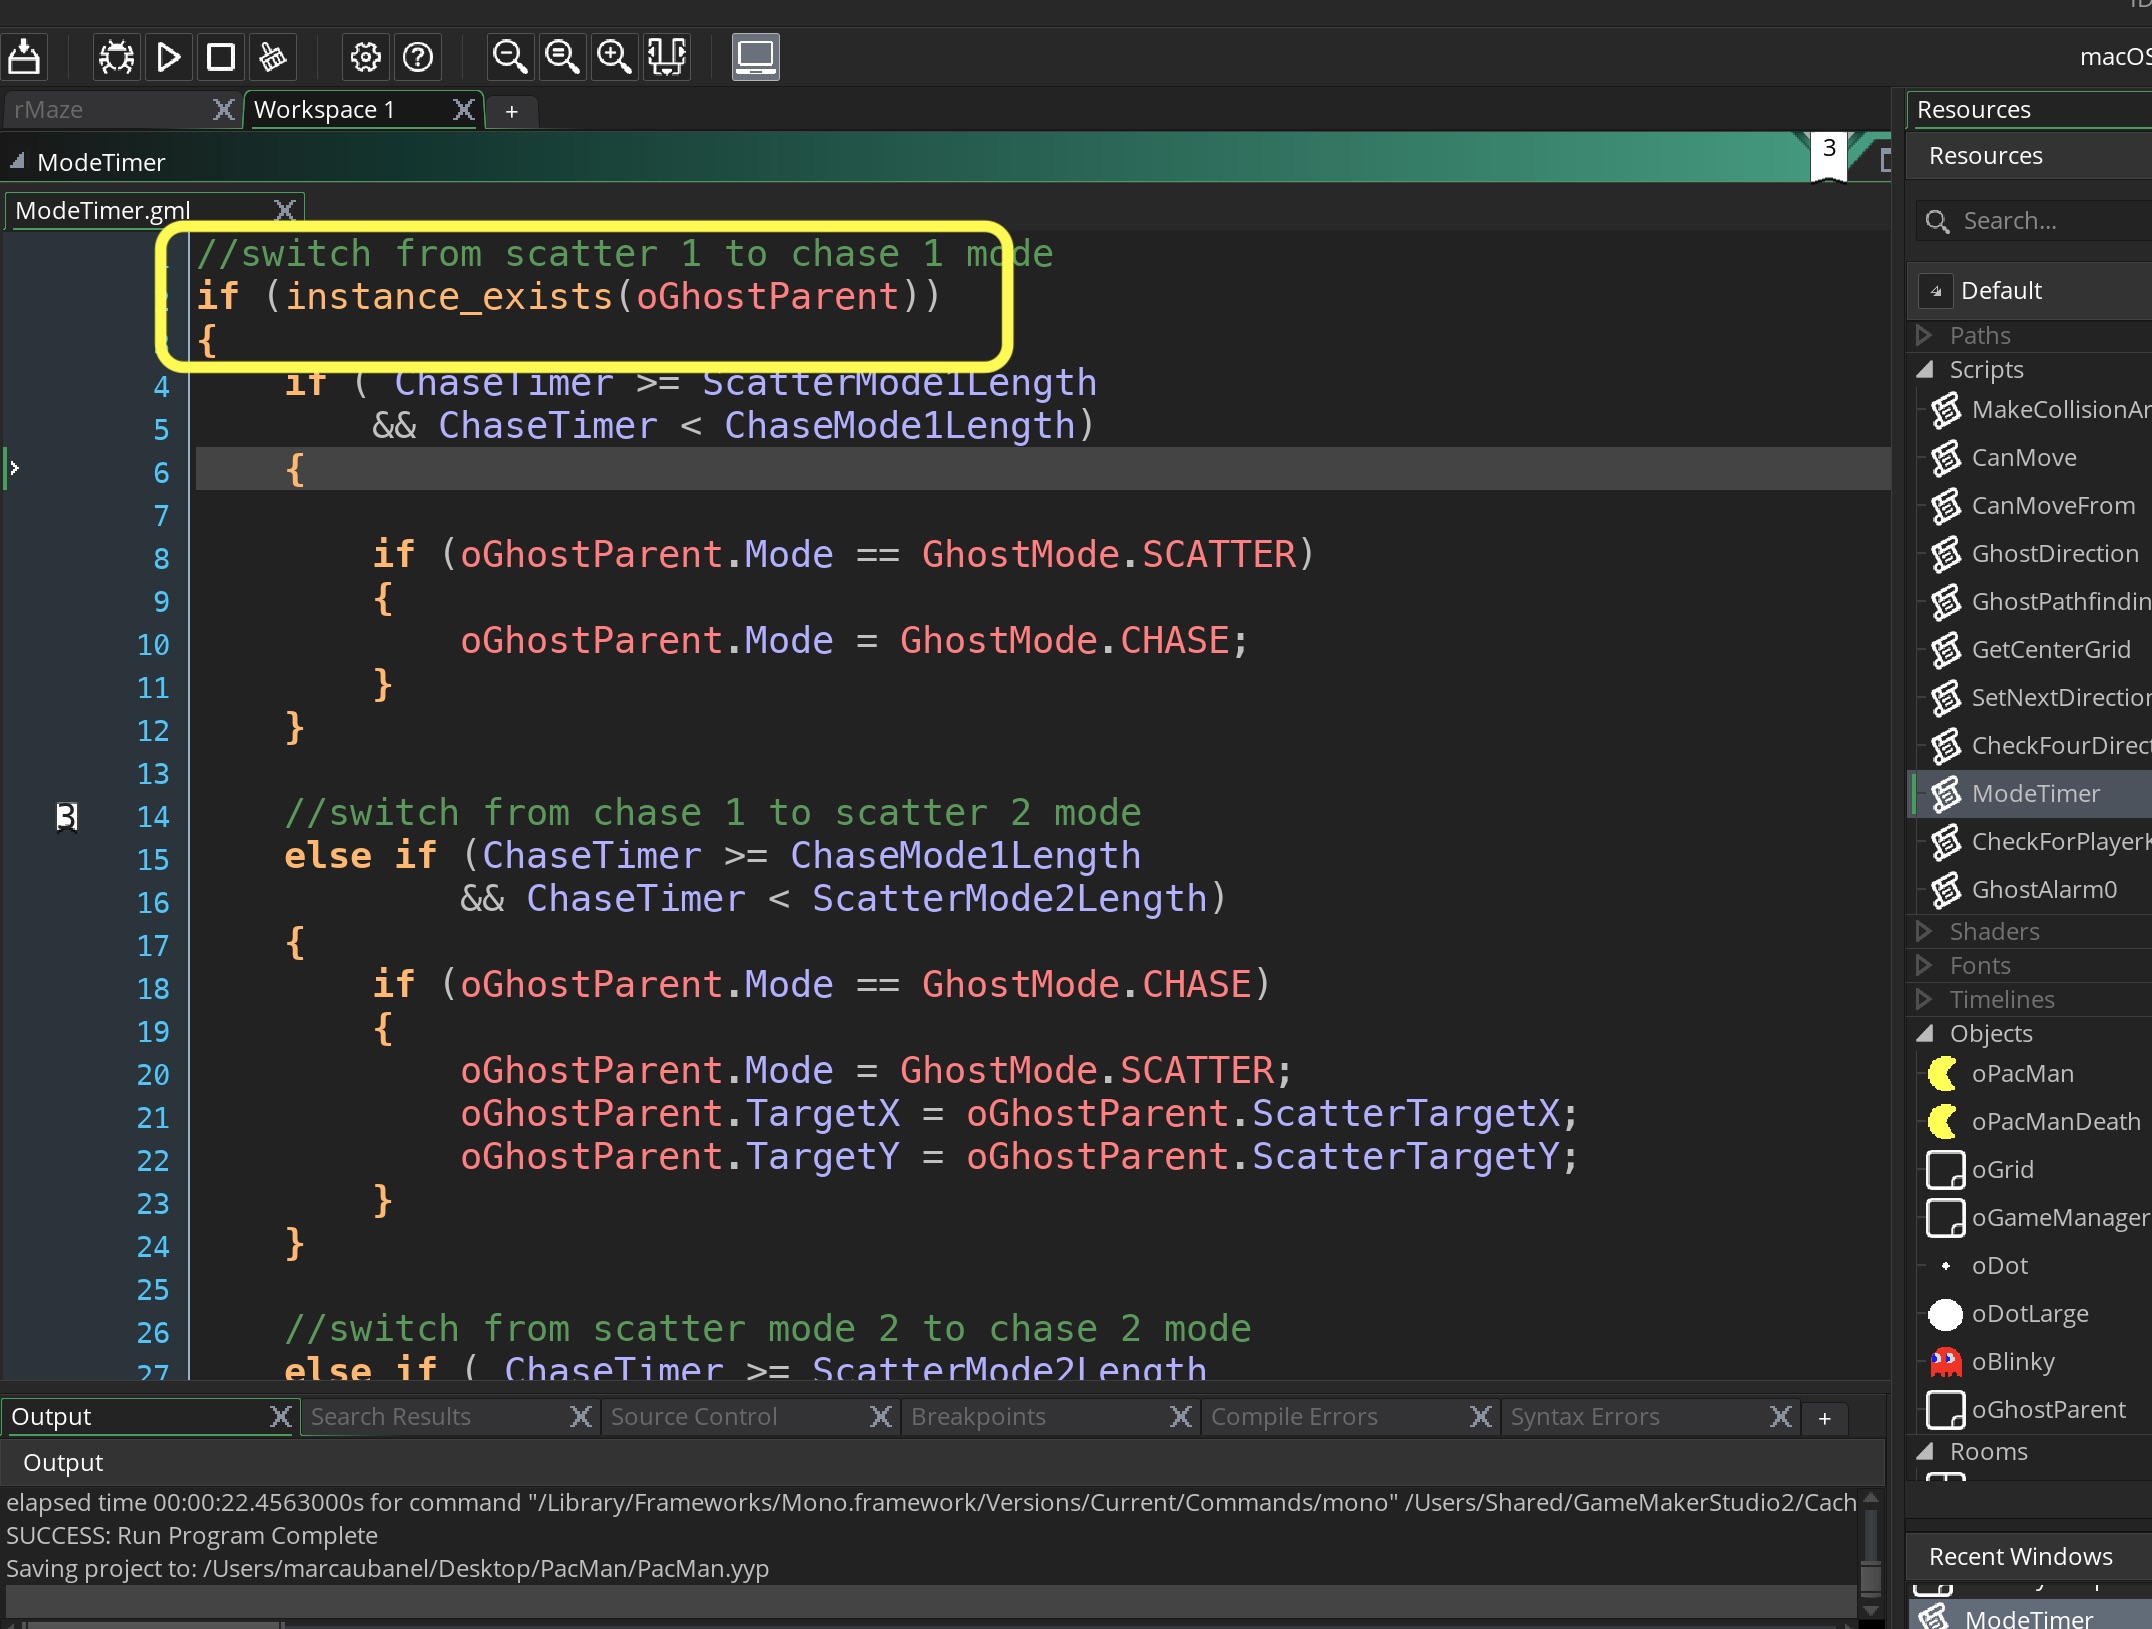 macOS
rMaze
Workspace 1
+
Resources
ModeTimer
3
Resources
ModeTimer.gml
Search...
Default
Paths
Scripts
MakeCollisionAr
CanMove
CanMoveFrom
GhostDirection
GhostPathfindin
GetCenterGrid
SetNextDirection
CheckFourDirect
ModeTimer
CheckForPlayerK
GhostAlarm0
Shaders
Fonts
Timelines
Objects
oPacMan
oPacManDeath
oGrid
oGameManager
oDot
oDotLarge
oBlinky
oGhostParent
Rooms
Recent Windows
ModeTimer
//switch from scatter 1 to chase 1 mode
if (instance_exists(oGhostParent))
{
4 if ( ChaseTimer >= ScatterMode1Length
5 && ChaseTimer < ChaseMode1Length)
6 {
7
8 if (oGhostParent.Mode == GhostMode.SCATTER)
9 {
10 oGhostParent.Mode = GhostMode.CHASE;
11 }
12 }
13
3 14 //switch from chase 1 to scatter 2 mode
15 else if (ChaseTimer >= ChaseMode1Length
16 && ChaseTimer < ScatterMode2Length)
17 {
18 if (oGhostParent.Mode == GhostMode.CHASE)
19 {
20 oGhostParent.Mode = GhostMode.SCATTER;
21 oGhostParent.TargetX = oGhostParent.ScatterTargetX;
22 oGhostParent.TargetY = oGhostParent.ScatterTargetY;
23 }
24 }
25
26 //switch from scatter mode 2 to chase 2 mode
27 else if ( ChaseTimer >= ScatterMode2Length
Output
Search Results
Source Control
Breakpoints
Compile Errors
Syntax Errors
+
Output
elapsed time 00:00:22.4563000s for command "/Library/Frameworks/Mono.framework/Versions/Current/Commands/mono" /Users/Shared/GameMakerStudio2/Cach
SUCCESS: Run Program Complete
Saving project to: /Users/marcaubanel/Desktop/PacMan/PacMan.yyp